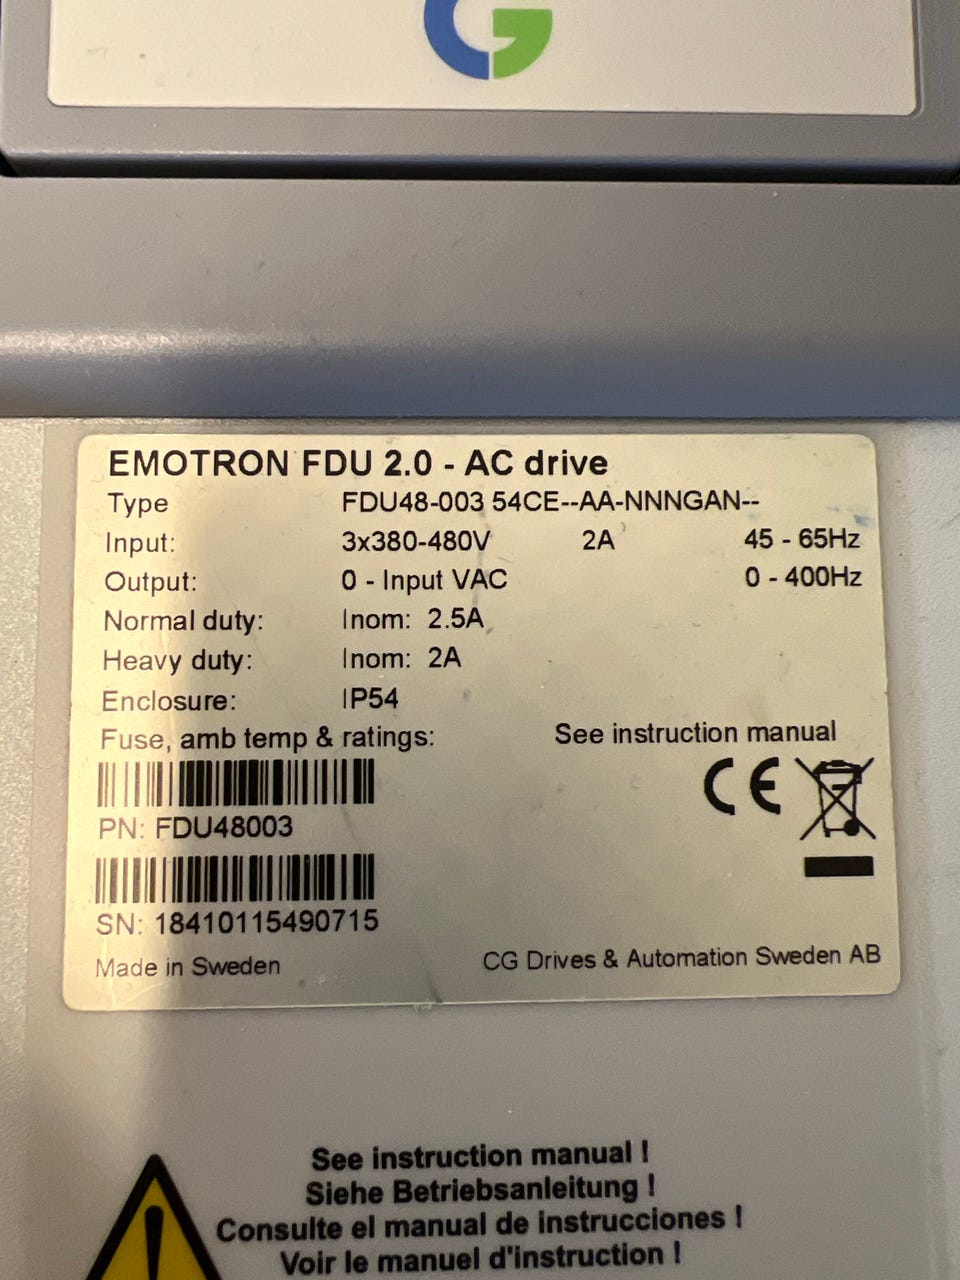 EMOTRON FDU 2.0 - AC drive
Type FDU48-003 54CE--AA-NNNGAN--
Input: 3x380-480V 2A 45 - 65Hz
Output: 0 - Input VAC 0 - 400Hz
Normal duty: Inom: 2.5A
Heavy duty: Inom: 2A
Enclosure: IP54
Fuse, amb temp & ratings: See instruction manual
CE
PN: FDU48003
SN: 18410115490715
Made in Sweden CG Drives & Automation Sweden AB
See instruction manual !
Siehe Betriebsanleitung !
Consulte el manual de instrucciones !
Voir le manuel d'instruction !